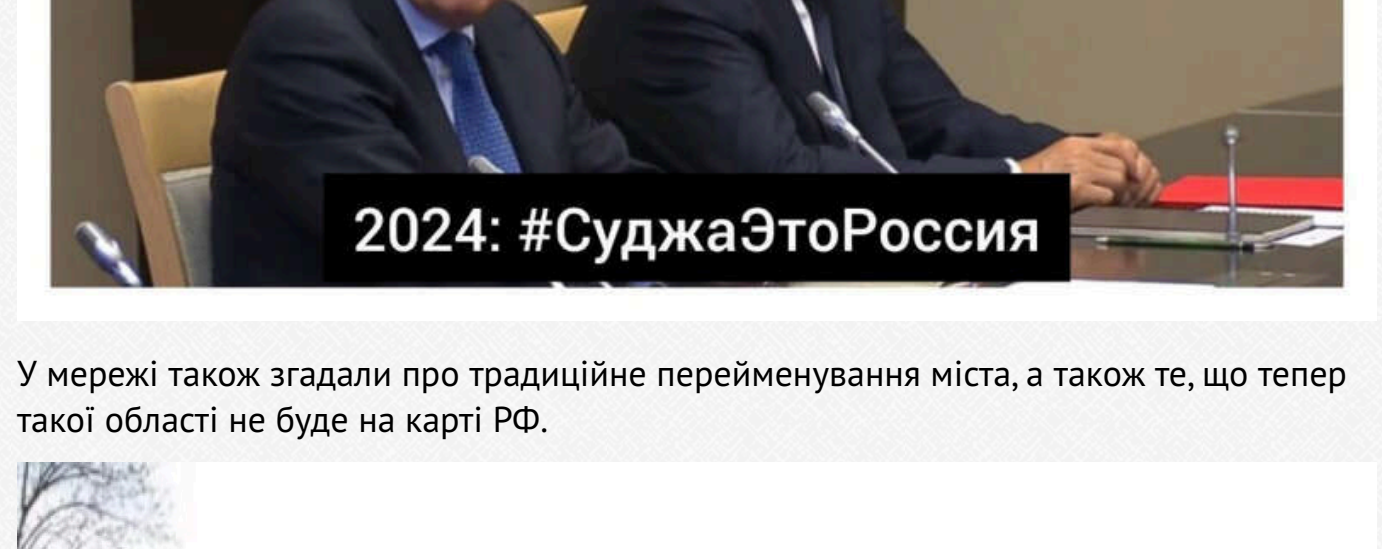 2024: #СуджаЭтоРоссия
У мережі також згадали про традиційне перейменування міста, а також те, що тепер
такої області не буде на карті РФ.